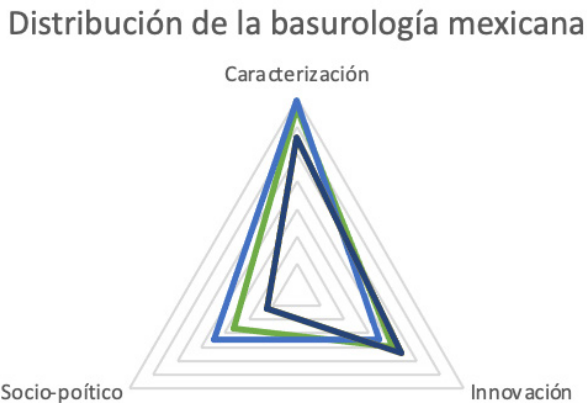 Distribución de la basurología mexicana
Caracterización
Socio-poítico
Innovación